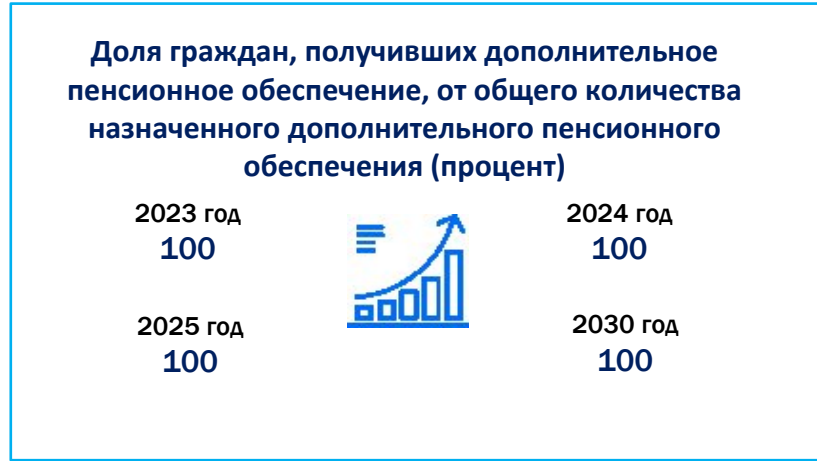 Доля граждан, получивших дополнительное
пенсионное обеспечение, от общего количества
назначенного дополнительного пенсионного
обеспечения (процент)
2023 год
100
2024 год
100
2025 год
100
2030 год
100